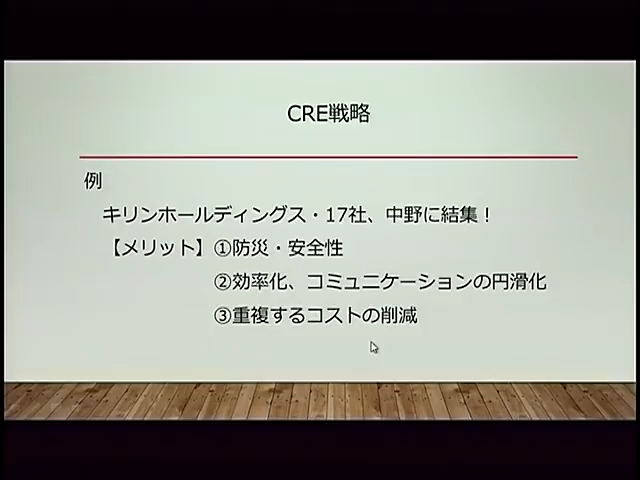 CRE戦略
例
キリンホールディングス・17社、中野に結集！
【メリット】①防災・安全性
②効率化、コミュニケーションの円滑化
③重複するコストの削減